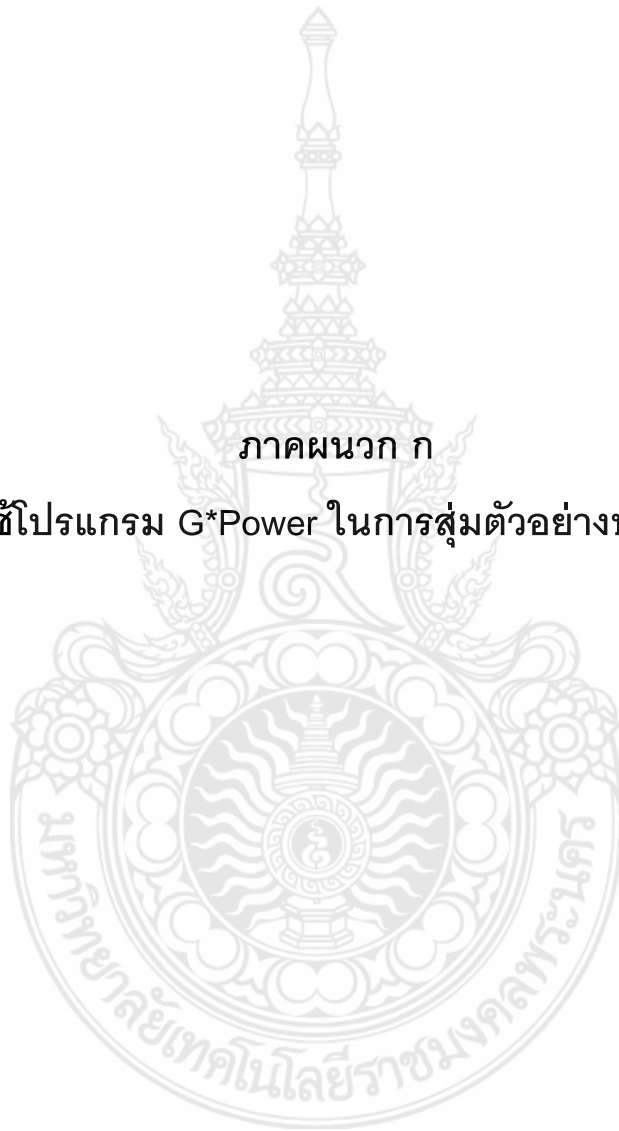 ภาคผนวก ก
ใช้โปรแกรม G*Power ในการสุ่มตัวอย่าง
มหาวิทยาลัยเทคโนโลยีราชมงคลพระนคร